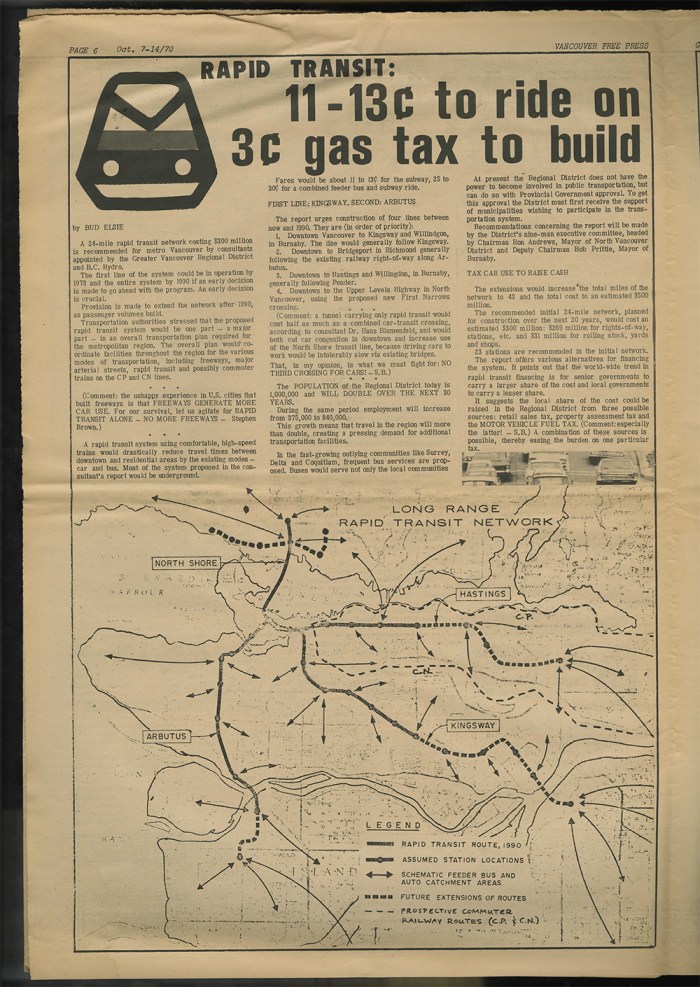 PAGE 6 Oct. 7-14/70
VANCOUVER FREE PRESS
RAPID TRANSIT:
11-13¢ to ride on
3¢ gas tax to build
by BUD ELSIE
A 24-mile rapid transit network costing $300 million
is recommended for metro Vancouver by consultants
appointed by the Greater Vancouver Regional District
and B.C. Hydro.
The first line of the system could be in operation by
1978 and the entire system by 1990 if an early decision
is made to go ahead with the program. An early decision
is crucial.
Provision is made to extend the network after 1990,
as passenger volumes build.
Transportation authorities stressed that the proposed
rapid transit system would be one part — a major
part — in an overall transportation plan required for
the metropolitan region. The overall plan would co-
ordinate facilities throughout the region for the various
modes of transportation, including freeways, major
arterial streets, rapid transit and possibly commuter
trains on the CP and CN lines.
(Comment: the unhappy experience in U.S. cities that
built freeways is that FREEWAYS GENERATE MORE
CAR USE. For our survival, let us agitate for RAPID
TRANSIT ALONE — NO MORE FREEWAYS — Stephen
Brown.)
A rapid transit system using comfortable, high-speed
trains would drastically reduce travel times between
downtown and residential areas by the existing modes —
car and bus. Most of the system proposed in the con-
sultant's report would be underground.
Fares would be about 11 to 13¢ for the subway, 25 to
30¢ for a combined feeder bus and subway ride.
FIRST LINE: KINGSWAY. SECOND: ARBUTUS
The report urges construction of four lines between
now and 1990. They are (in order of priority):
1. Downtown Vancouver to Kingsway and Willingdon,
in Burnaby. The line would generally follow Kingsway.
2. Downtown to Bridgeport in Richmond generally
following the existing railway right-of-way along Ar-
butus.
3. Downtown to Hastings and Willingdon, in Burnaby,
generally following Pender.
4. Downtown to the Upper Levels Highway in North
Vancouver, using the proposed new First Narrows
crossing.
(Comment: a tunnel carrying only rapid transit would
cost half as much as a combined car-transit crossing,
according to consultant Dr. Hans Blumenfeld, and would
both cut car congestion in downtown and increase use
of the North Shore transit line, because driving cars to
work would be intolerably slow via existing bridges.
That, in my opinion, is what we must fight for: NO
THIRD CROSSING FOR CARS! — S.B.)
The POPULATION of the Regional District today is
1,000,000 and WILL DOUBLE OVER THE NEXT 30
YEARS.
During the same period employment will increase
from 375,000 to 840,000.
This growth means that travel in the region will more
than double, creating a pressing demand for additional
transportation facilities.
In the fast-growing outlying communities like Surrey,
Delta and Coquitlam, frequent bus services are pro-
posed. Buses would serve not only the local communities
At present the Regional District does not have the
power to become involved in public transportation, but
can do so with Provincial Government approval. To get
this approval the District must first receive the support
of municipalities wishing to participate in the trans-
portation system.
Recommendations concerning the report will be made
by the District's nine-man executive committee, headed
by Chairman Ron Andrews, Mayor of North Vancouver
District and Deputy Chairman Bob Prittie, Mayor of
Burnaby.
TAX CAR USE TO RAISE CASH
The extensions would increase the total miles of the
network to 43 and the total cost to an estimated $500
million.
The recommended initial 24-mile network, planned
for construction over the next 20 years, would cost an
estimated $300 million: $269 million for rights-of-way,
stations, etc. and $31 million for rolling stock, yards
and shops.
23 stations are recommended in the initial network.
The report offers various alternatives for financing
the system. It points out that the world-wide trend in
rapid transit financing is for senior governments to
carry a larger share of the cost and local governments
to carry a lesser share.
It suggests the local share of the cost could be
raised in the Regional District from three possible
sources: retail sales tax, property assessment tax and
the MOTOR VEHICLE FUEL TAX. (Comment: especially
the latter! — S.B.) A combination of these sources is
possible, thereby easing the burden on one particular
tax.
LONG RANGE
RAPID TRANSIT NETWORK
NORTH SHORE
HARBOUR
HASTINGS
C.P.
C.N.
KINGSWAY
ARBUTUS
ISLAND
LEGEND
RAPID TRANSIT ROUTE, 1990
ASSUMED STATION LOCATIONS
SCHEMATIC FEEDER BUS AND
AUTO CATCHMENT AREAS
FUTURE EXTENSIONS OF ROUTES
PROSPECTIVE COMMUTER
RAILWAY ROUTES (C.P. & C.N.)